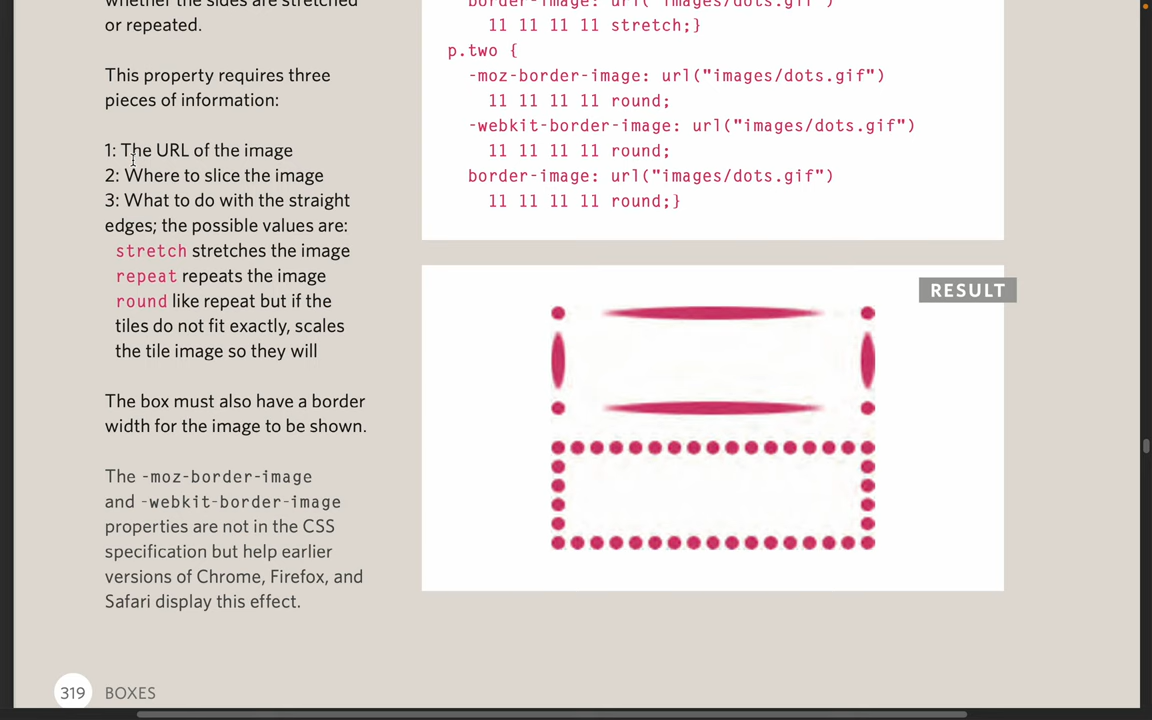 whether the sides are stretched
or repeated.
This property requires three
pieces of information:
1: The URL of the image
2: Where to slice the image
3: What to do with the straight
edges; the possible values are:
stretch stretches the image
repeat repeats the image
round like repeat but if the
tiles do not fit exactly, scales
the tile image so they will
The box must also have a border
width for the image to be shown.
The -moz-border-image
and -webkit-border-image
properties are not in the CSS
specification but help earlier
versions of Chrome, Firefox, and
Safari display this effect.
border-image: url("images/dots.gif")
11 11 11 11 stretch;}
p.two {
-moz-border-image: url("images/dots.gif")
11 11 11 11 round;
-webkit-border-image: url("images/dots.gif")
11 11 11 11 round;
border-image: url("images/dots.gif")
11 11 11 11 round;}
RESULT
319 BOXES